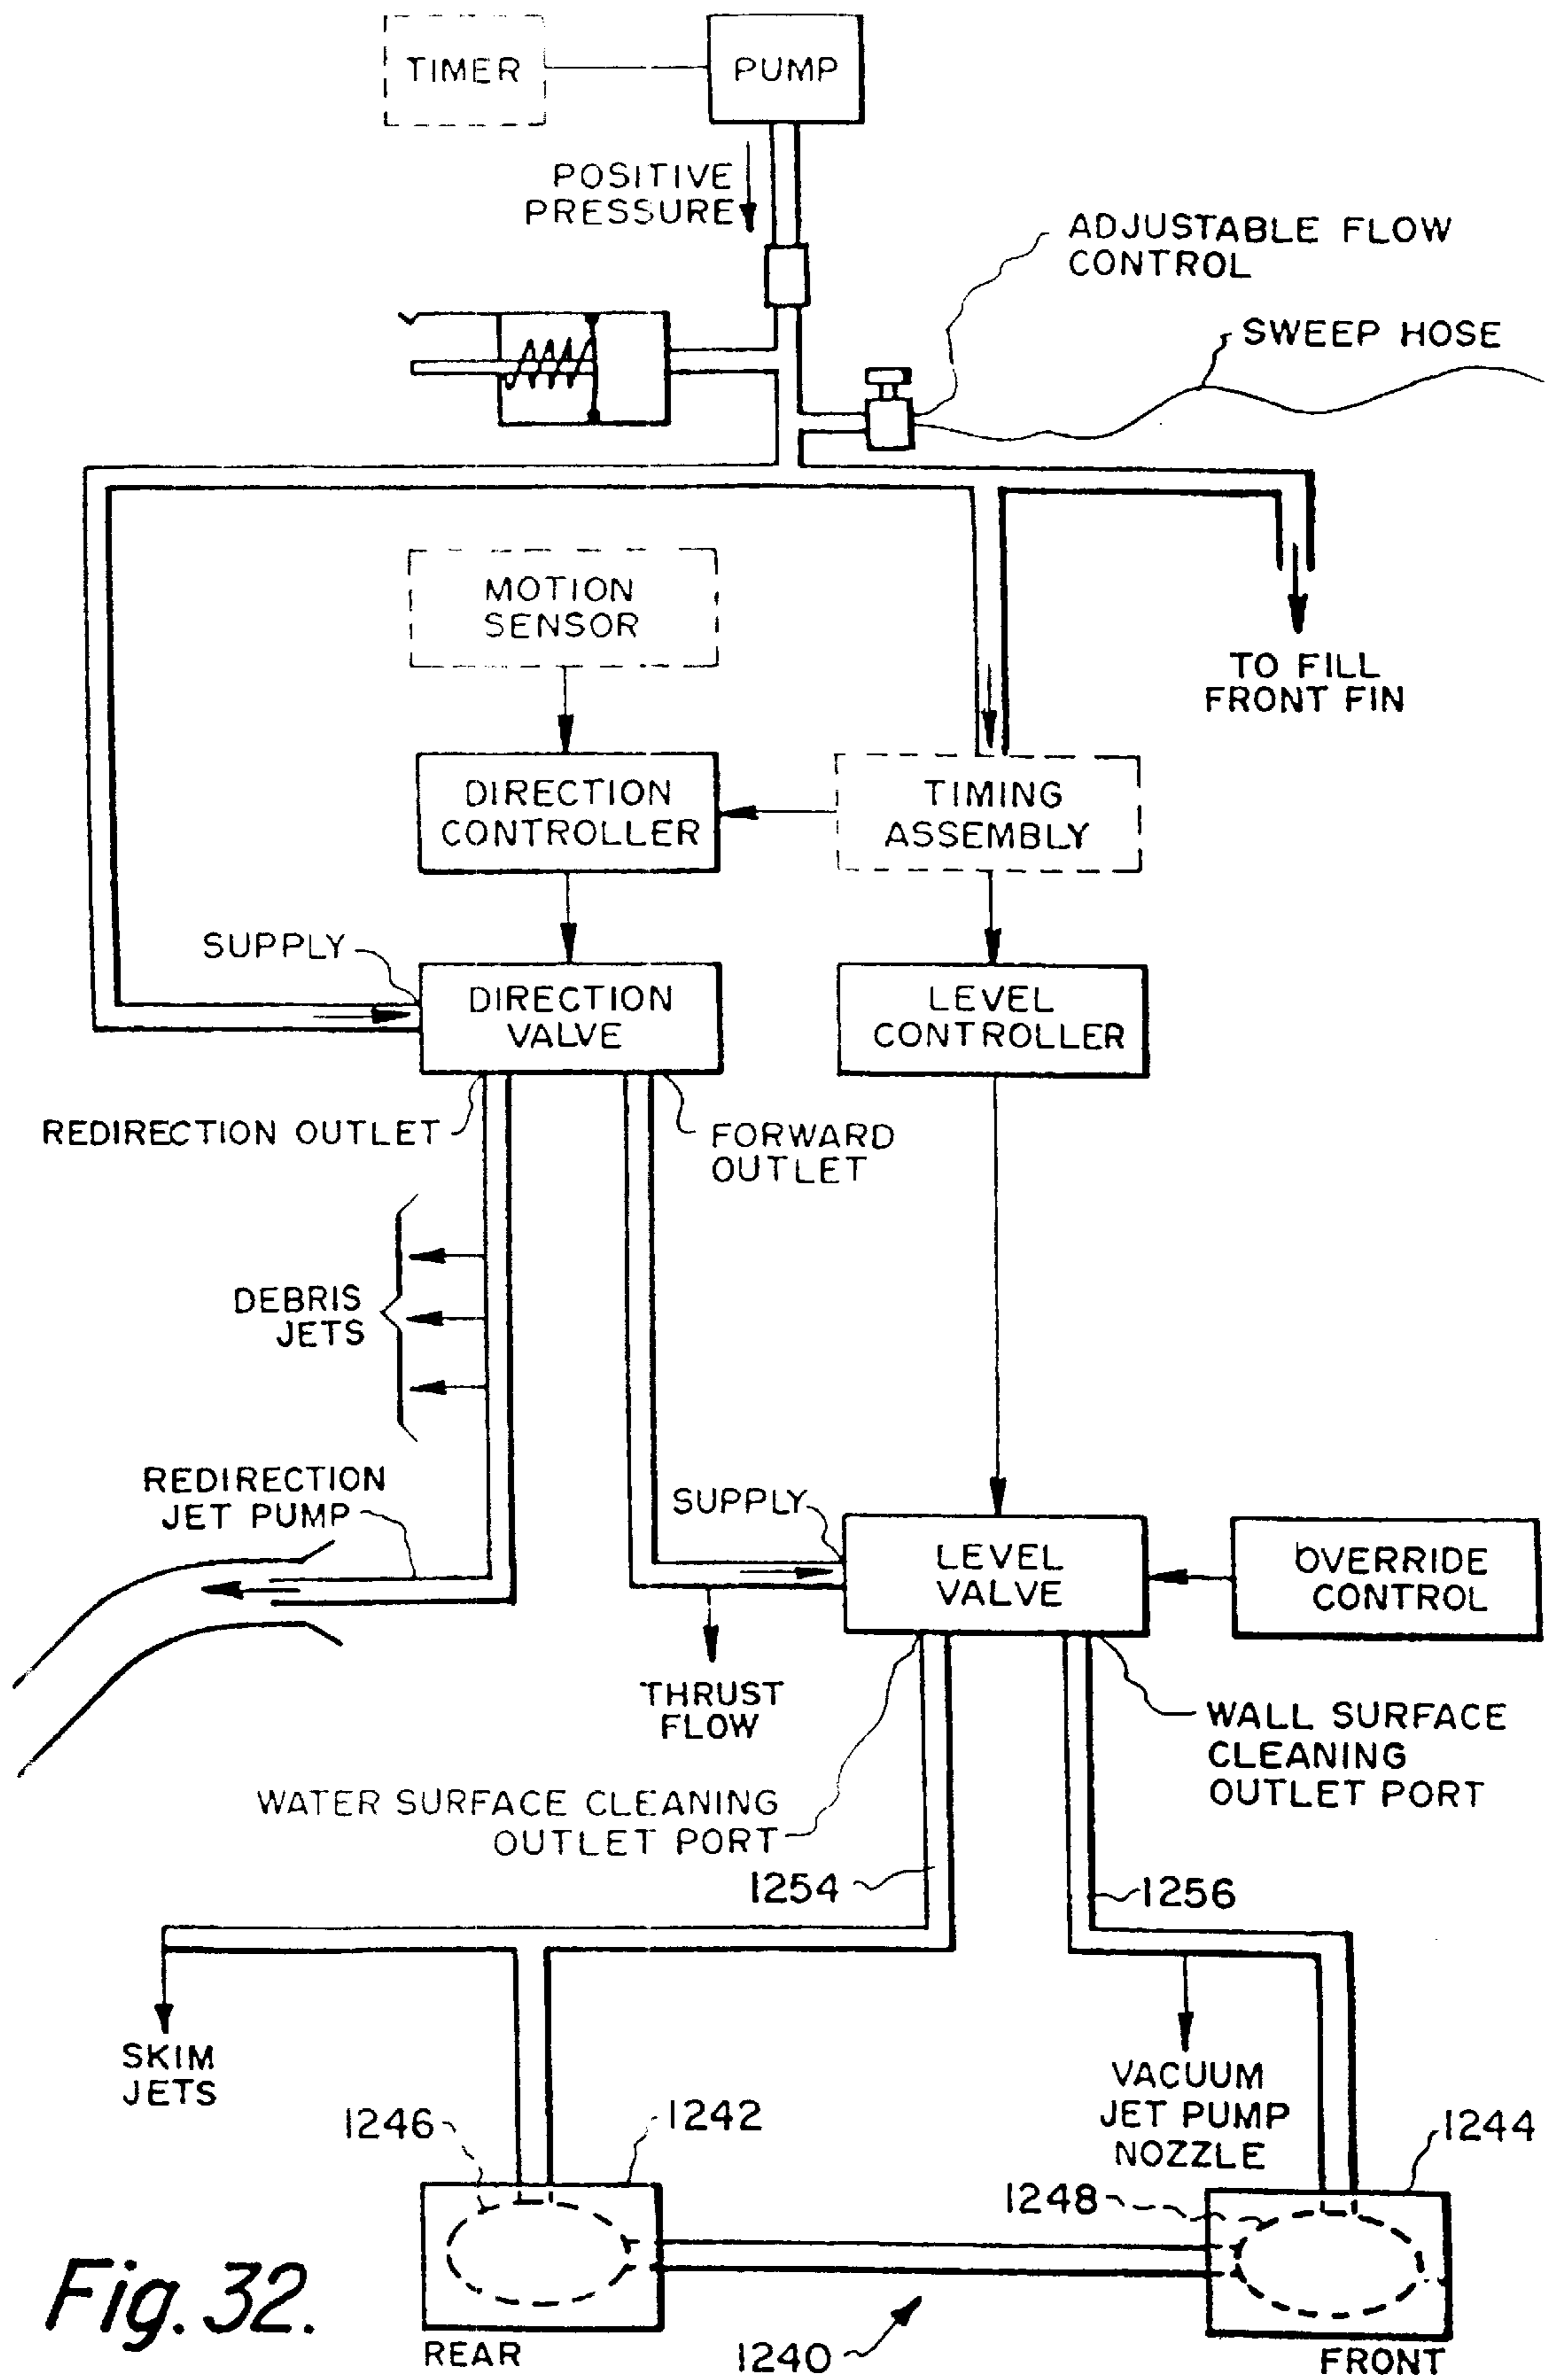 TIMER
PUMP
POSITIVE
PRESSURE
ADJUSTABLE FLOW
CONTROL
SWEEP HOSE
MOTION
SENSOR
TO FILL
FRONT FIN
DIRECTION
CONTROLLER
TIMING
ASSEMBLY
SUPPLY
DIRECTION
VALVE
LEVEL
CONTROLLER
REDIRECTION OUTLET
FORWARD
OUTLET
DEBRIS
JETS
REDIRECTION
JET PUMP
SUPPLY
LEVEL
VALVE
OVERRIDE
CONTROL
THRUST
FLOW
WALL SURFACE
CLEANING
OUTLET PORT
WATER SURFACE CLEANING
OUTLET PORT
1254
1256
SKIM
JETS
VACUUM
JET PUMP
NOZZLE
1246
1242
1244
1248
Fig. 32.
REAR
1240
FRONT